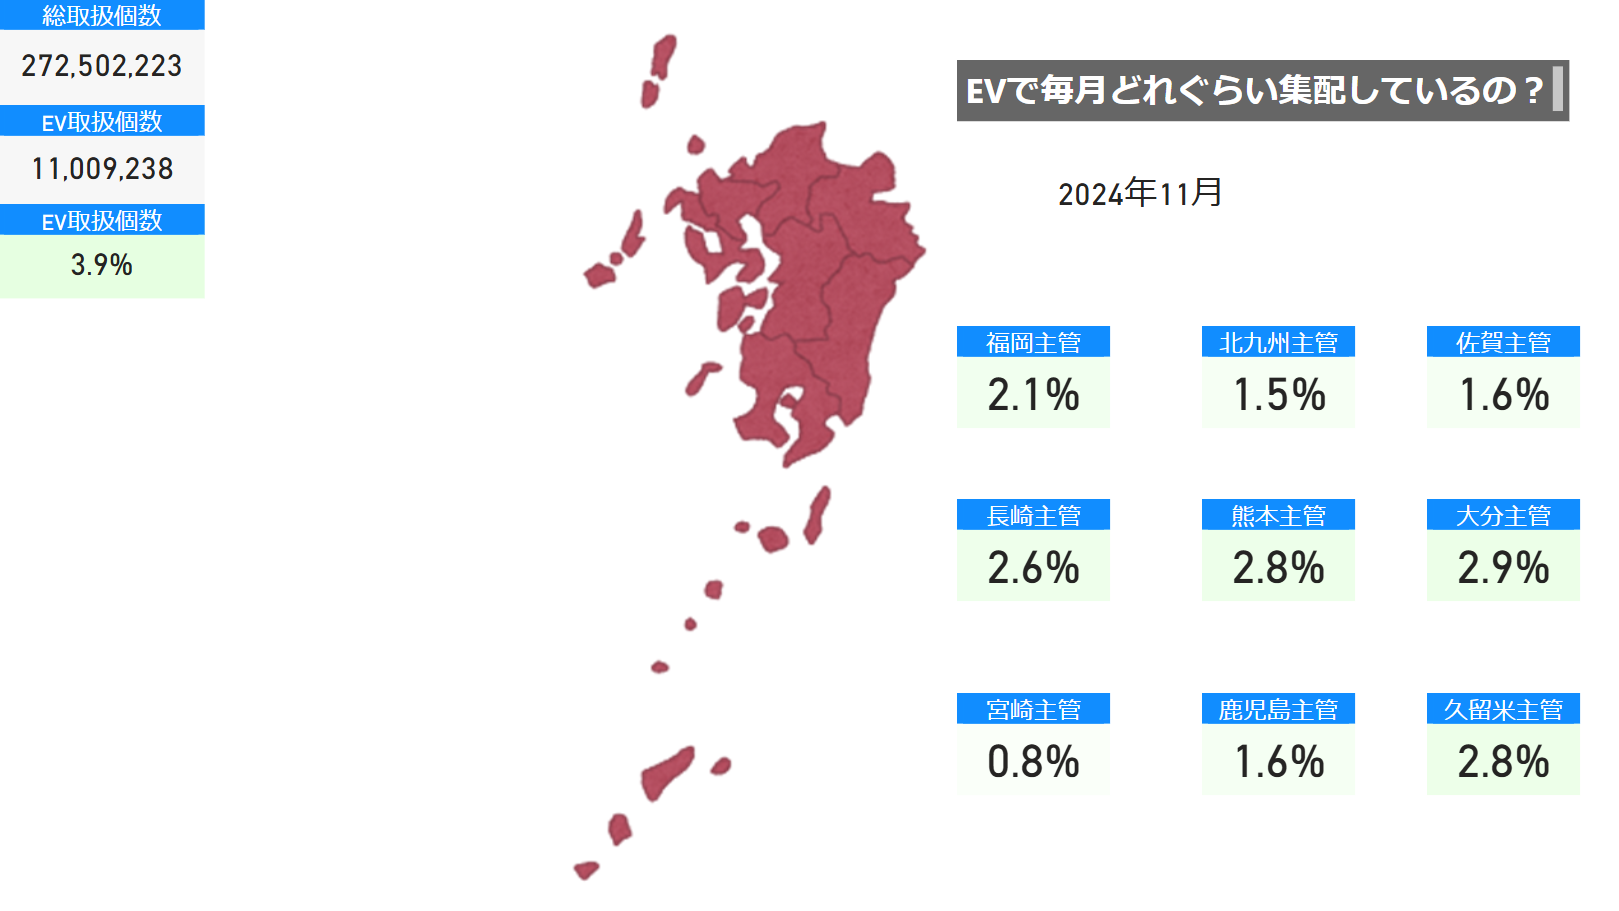 総取扱個数
272,502,223
EV取扱個数
11,009,238
EV取扱個数
3.9%
EVで毎月どれぐらい集配しているの？
2024年11月
福岡主管
2.1%
北九州主管
1.5%
佐賀主管
1.6%
長崎主管
2.6%
熊本主管
2.8%
大分主管
2.9%
宮崎主管
0.8%
鹿児島主管
1.6%
久留米主管
2.8%